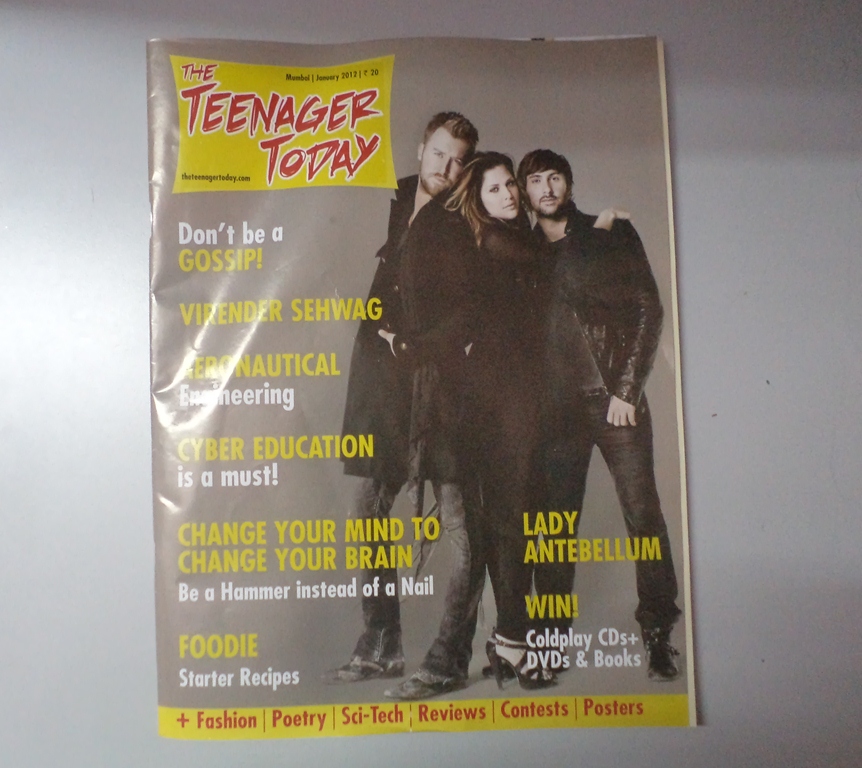 THE
Mumbai | January 2012 | ₹ 20
TEENAGER
TODAY
theteenagertoday.com
Don't be a
GOSSIP!
VIRENDER SEHWAG
AERONAUTICAL
Engineering
CYBER EDUCATION
is a must!
CHANGE YOUR MIND TO
CHANGE YOUR BRAIN
Be a Hammer instead of a Nail
FOODIE
Starter Recipes
LADY
ANTEBELLUM
WIN!
Coldplay CDs+
DVDs & Books
+ Fashion | Poetry | Sci-Tech | Reviews | Contests | Posters